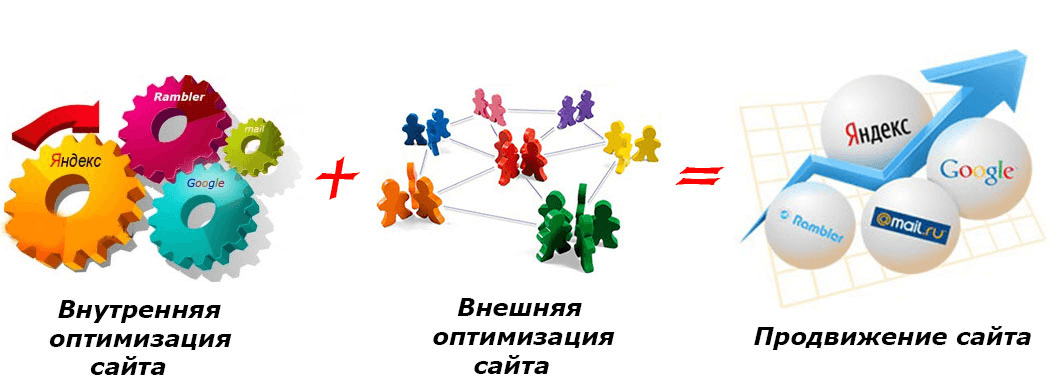 Rambler
mail
Яндекс
Google
+
=
Яндекс
Google
Rambler
@mail.ru
Внутренняя
оптимизация
сайта
Внешняя
оптимизация
сайта
Продвижение сайта